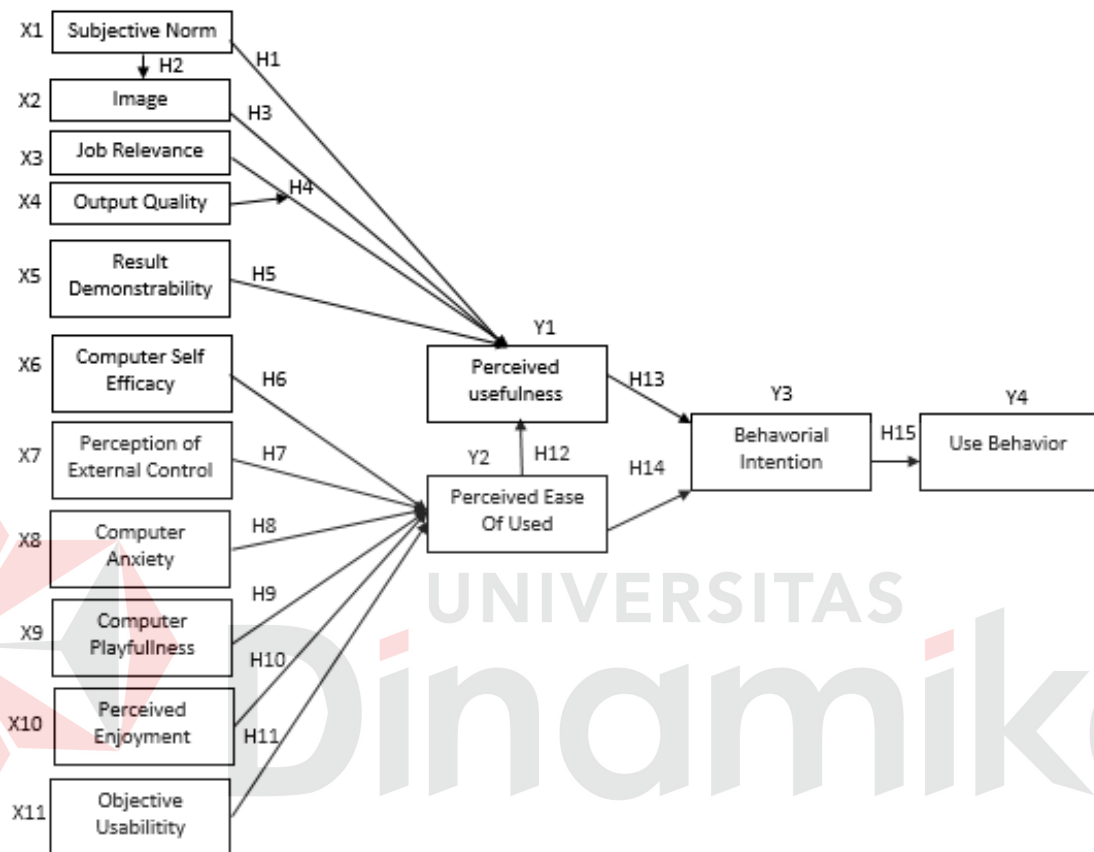 X1
Subjective Norm
H1
H2
X2
Image
H3
X3
Job Relevance
H4
X4
Output Quality
X5
Result
Demonstrability
H5
Y1
X6
Computer Self
Efficacy
H6
Perceived
usefulness
H13
Y3
Y4
X7
Perception of
External Control
H7
Y2
H12
H14
Behavorial
Intention
H15
Use Behavior
X8
Computer
Anxiety
H8
Perceived Ease
Of Used
X9
Computer
Playfullness
H9
UNIVERSITAS
Dinamika
X10
Perceived
Enjoyment
H10
H11
X11
Objective
Usabilitity